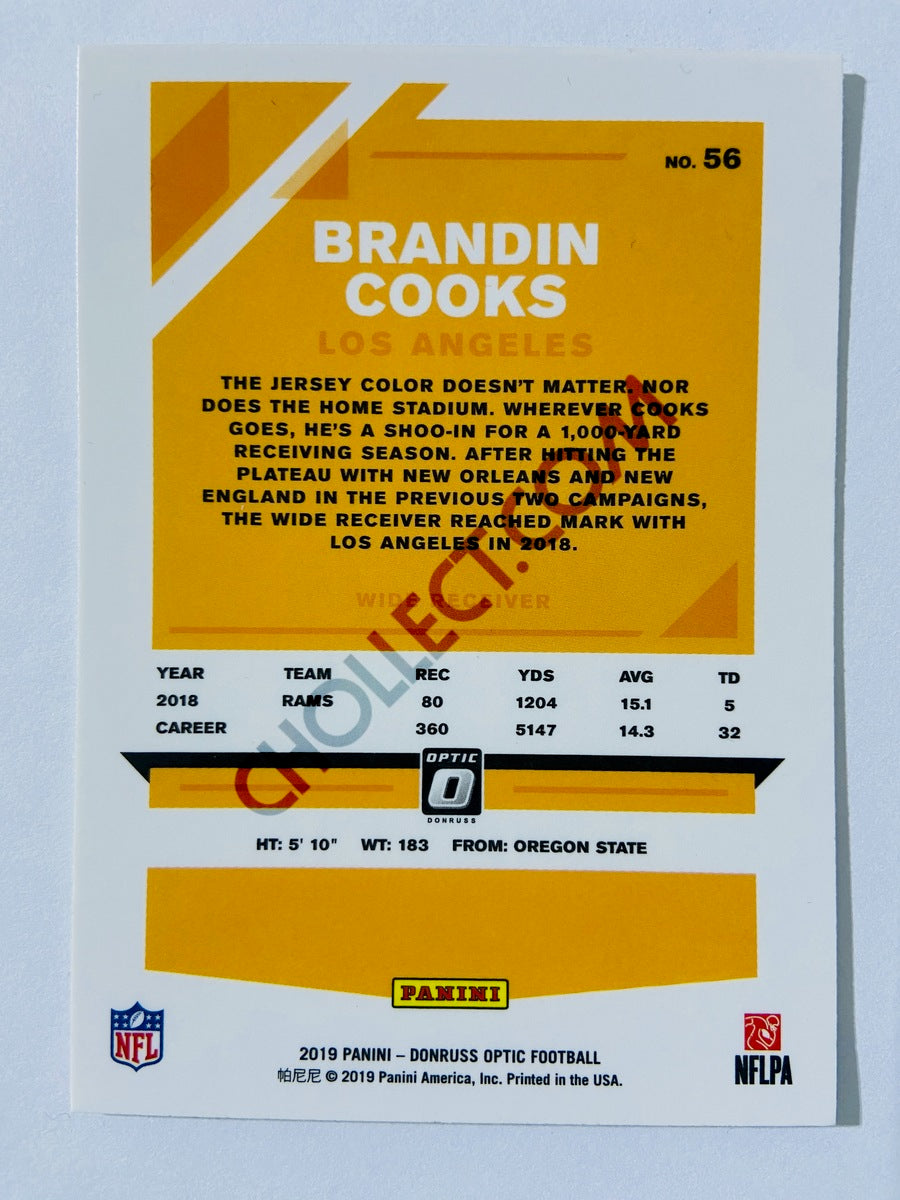 NO. 56
BRANDIN
COOKS
LOS ANGELES
THE JERSEY COLOR DOESN'T MATTER. NOR
DOES THE HOME STADIUM. WHEREVER COOKS
GOES, HE'S A SHOO-IN FOR A 1,000-YARD
RECEIVING SEASON. AFTER HITTING THE
PLATEAU WITH NEW ORLEANS AND NEW
ENGLAND IN THE PREVIOUS TWO CAMPAIGNS,
THE WIDE RECEIVER REACHED MARK WITH
LOS ANGELES IN 2018.
WIDE RECEIVER
CHOLLECT.COM
YEAR TEAM REC YDS AVG TD
2018 RAMS 80 1204 15.1 5
CAREER 360 5147 14.3 32
OPTIC
O
DONRUSS
HT: 5' 10" WT: 183 FROM: OREGON STATE
PANINI
NFL
NFLPA
2019 PANINI – DONRUSS OPTIC FOOTBALL
帕尼尼 © 2019 Panini America, Inc. Printed in the USA.